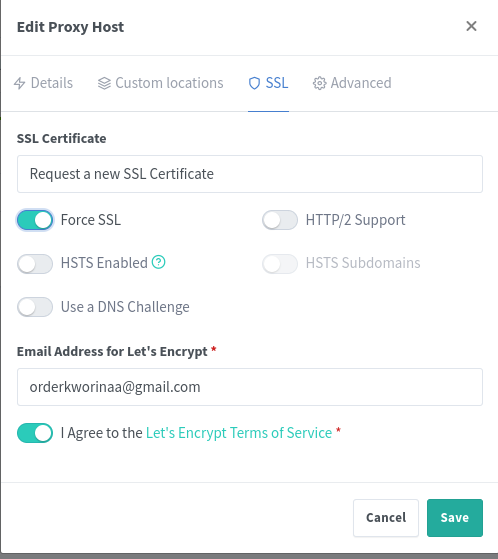 Edit Proxy Host
Details Custom locations SSL Advanced
SSL Certificate
Request a new SSL Certificate
Force SSL HTTP/2 Support
HSTS Enabled HSTS Subdomains
Use a DNS Challenge
Email Address for Let's Encrypt *
orderkworinaa@gmail.com
I Agree to the Let's Encrypt Terms of Service *
Cancel Save